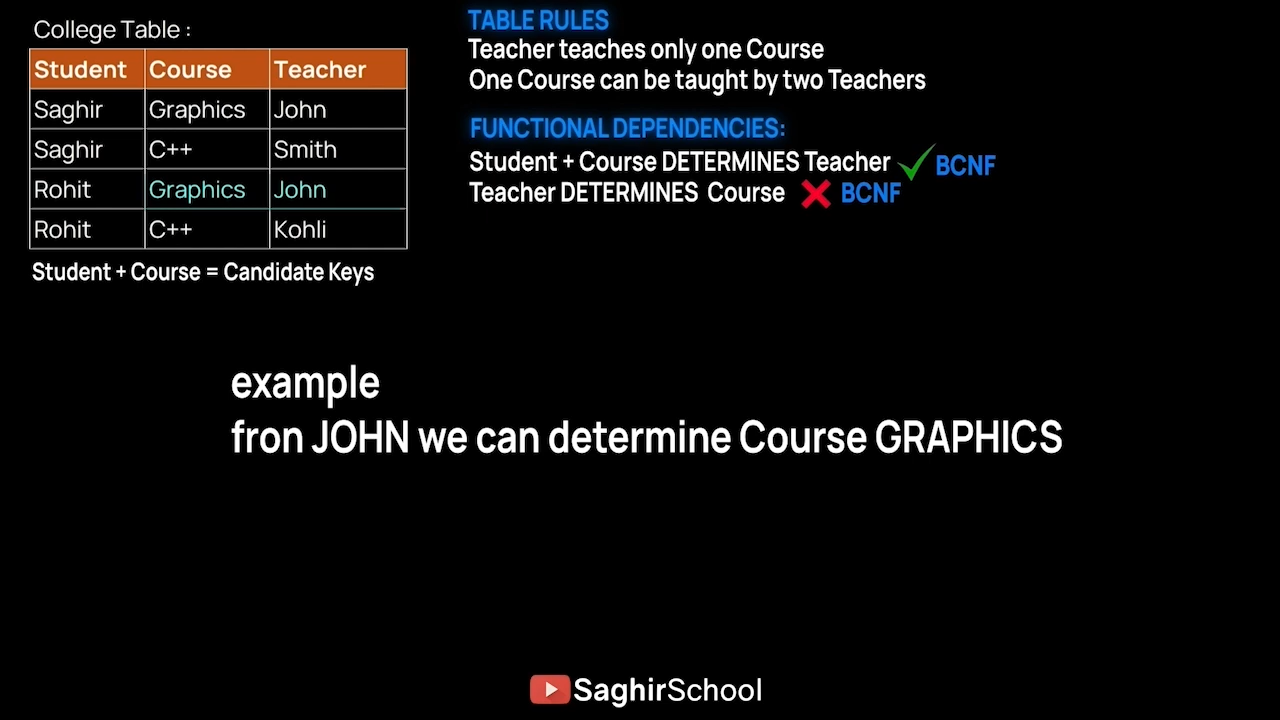 College Table :
Student Course Teacher
Saghir Graphics John
Saghir C++ Smith
Rohit Graphics John
Rohit C++ Kohli
Student + Course = Candidate Keys
TABLE RULES
Teacher teaches only one Course
One Course can be taught by two Teachers
FUNCTIONAL DEPENDENCIES:
Student + Course DETERMINES Teacher BCNF
Teacher DETERMINES Course BCNF
example
fron JOHN we can determine Course GRAPHICS
SaghirSchool